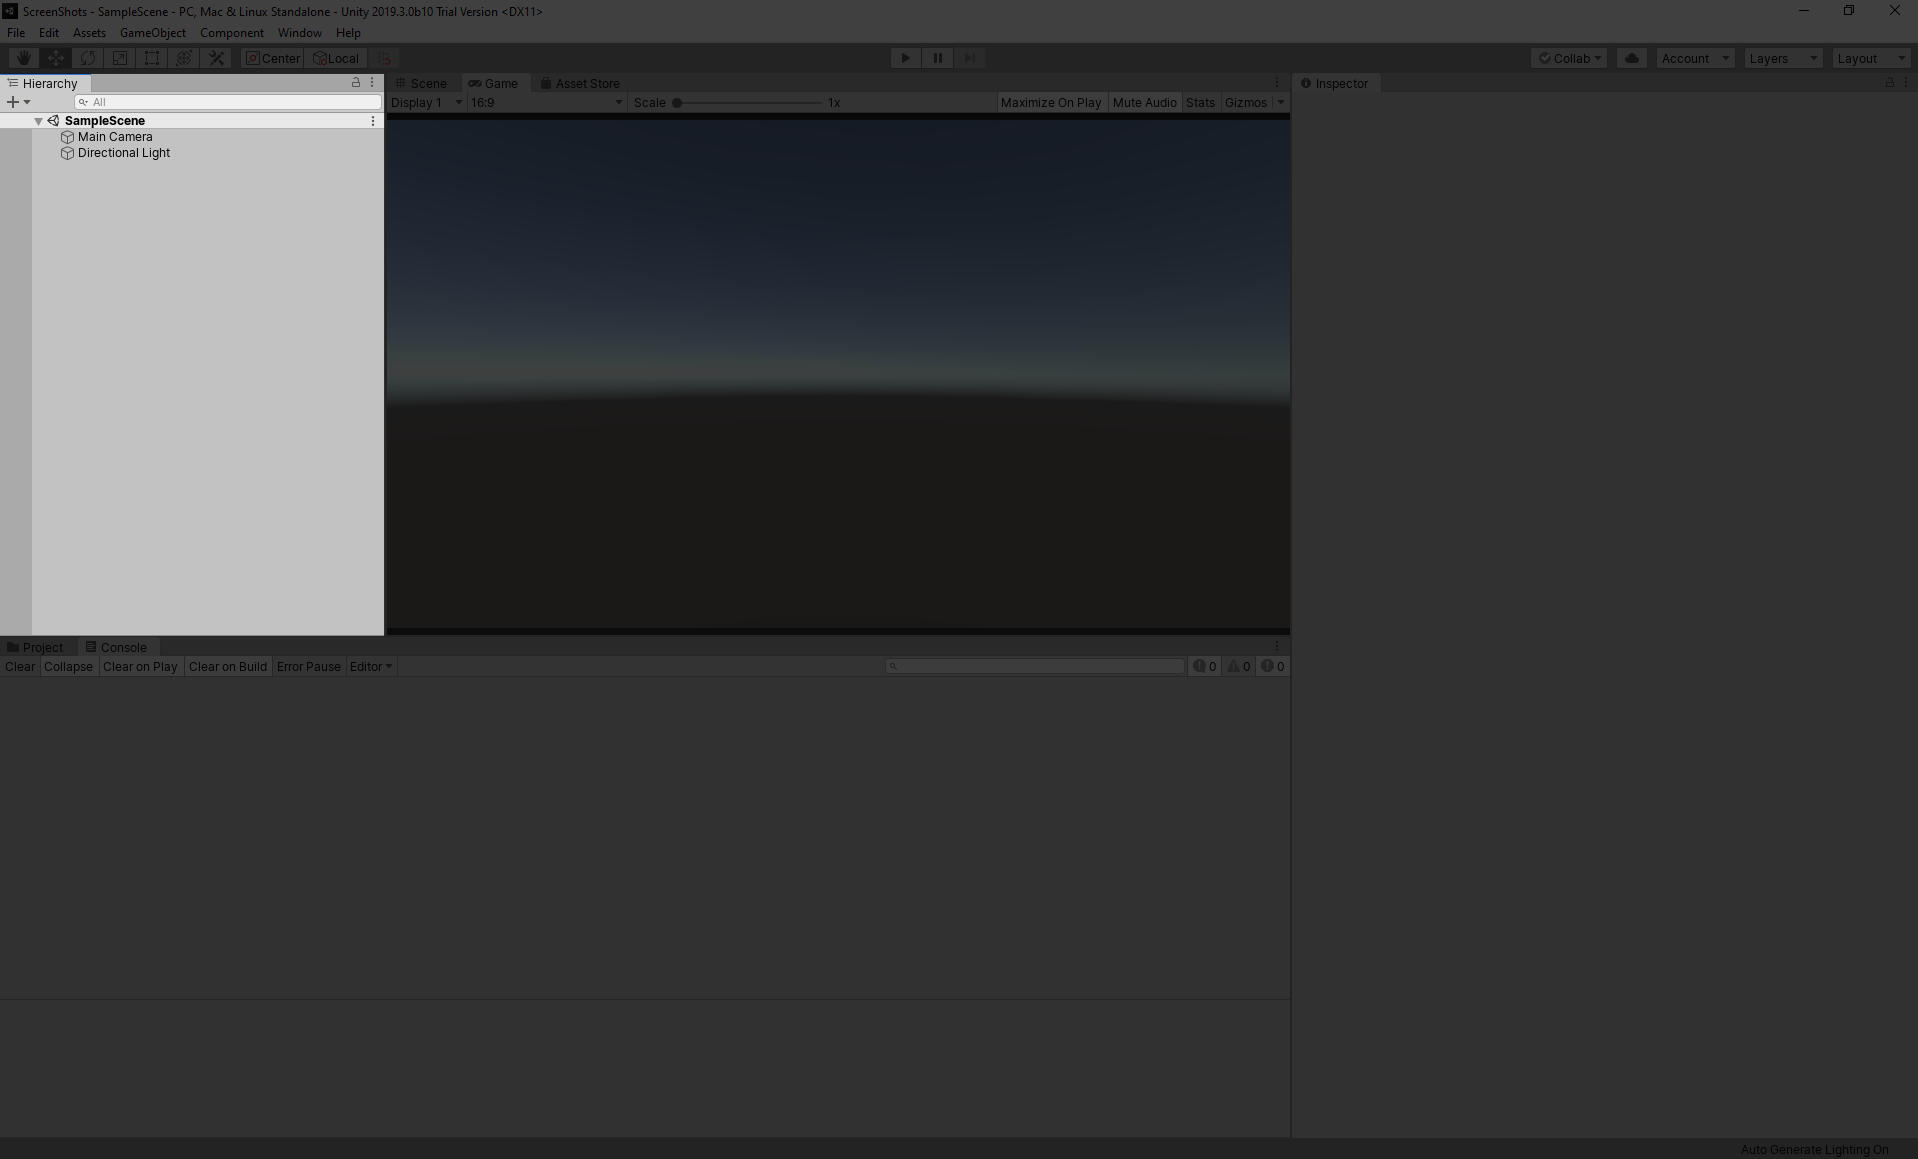 ScreenShots - SampleScene - PC, Mac & Linux Standalone - Unity 2019.3.0b10 Trial Version <DX11>
File Edit Assets GameObject Component Window Help
Center Local Collab Account Layers Layout
Hierarchy Scene Game Asset Store Inspector
All Display 1 16:9 Scale 1x Maximize On Play Mute Audio Stats Gizmos
SampleScene
Main Camera
Directional Light
Project Console
Clear Collapse Clear on Play Clear on Build Error Pause Editor 0 0 0
Auto Generate Lighting On